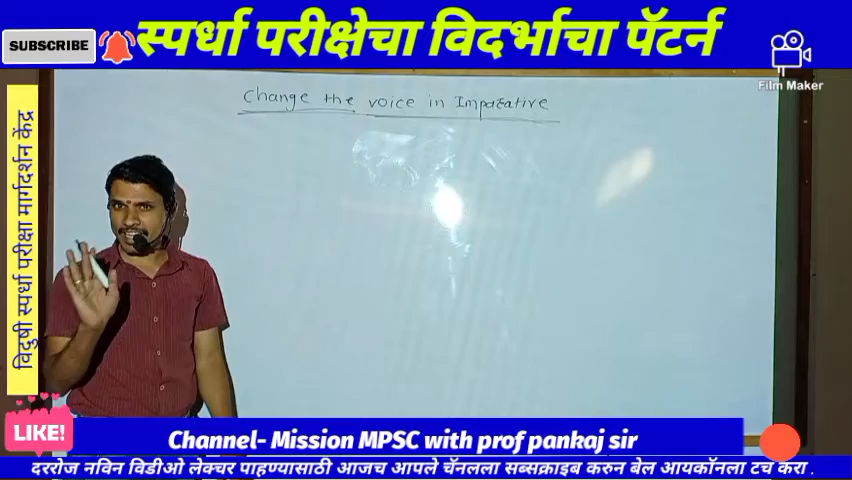 स्पर्धा परीक्षेचा विदर्भाचा पॅटर्न
SUBSCRIBE
Film Maker
Change the voice in Impazative
विदुषी स्पर्धा परीक्षा मार्गदर्शन केंद्र
LIKE!
Channel- Mission MPSC with prof pankaj sir
दररोज नविन विडीओ लेक्चर पाहण्यासाठी आजच आपले चॅनलला सब्सक्राइब करुन बेल आयकॉनला टच करा .